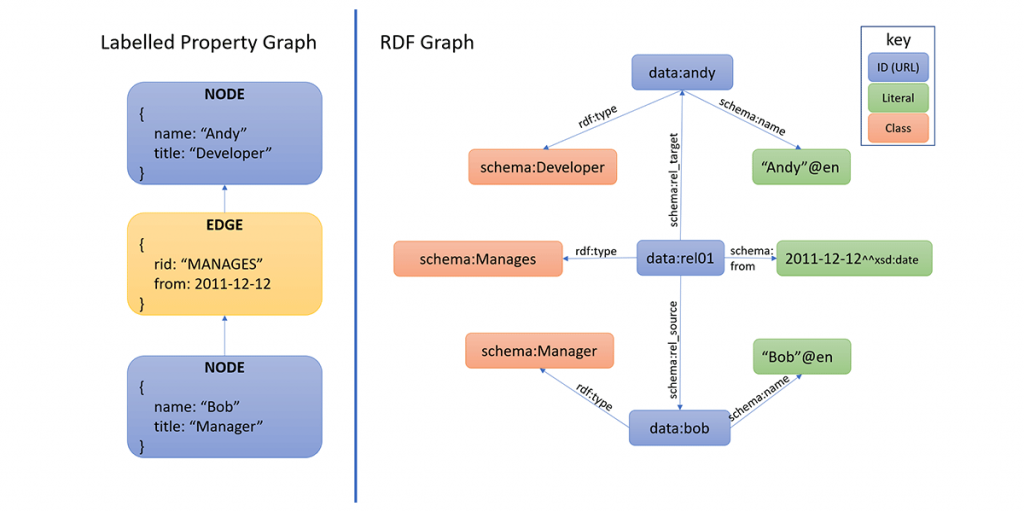 Labelled Property Graph
NODE
{
name: “Andy”
title: “Developer”
}
EDGE
{
rid: “MANAGES”
from: 2011-12-12
}
NODE
{
name: “Bob”
title: “Manager”
}
RDF Graph
key
ID (URL)
Literal
Class
data:andy
rdf:type
schema:name
schema:Developer
schema:rel_target
“Andy”@en
schema:Manages
rdf:type
data:rel01
schema:
from
2011-12-12^^xsd:date
schema:rel_source
schema:Manager
“Bob”@en
rdf:type
schema:name
data:bob